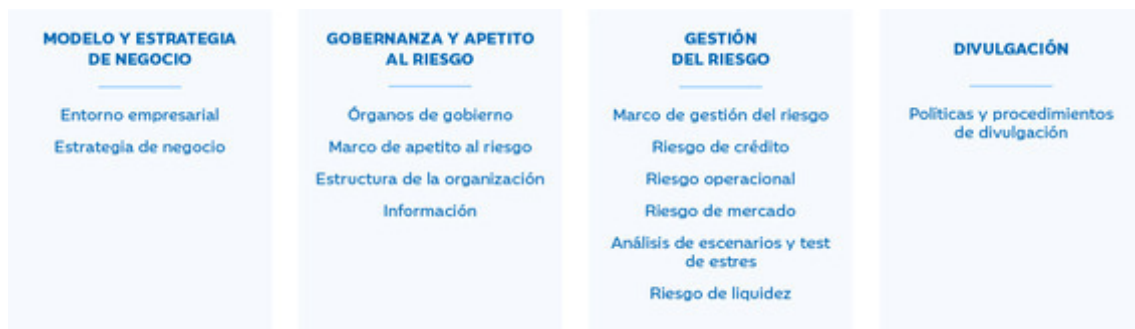 MODELO Y ESTRATEGIA
DE NEGOCIO
Entorno empresarial
Estrategia de negocio
GOBERNANZA Y APETITO
AL RIESGO
Órganos de gobierno
Marco de apetito al riesgo
Estructura de la organización
Información
GESTIÓN
DEL RIESGO
Marco de gestión del riesgo
Riesgo de crédito
Riesgo operacional
Riesgo de mercado
Análisis de escenarios y test
de estres
Riesgo de liquidez
DIVULGACIÓN
Políticas y procedimientos
de divulgación